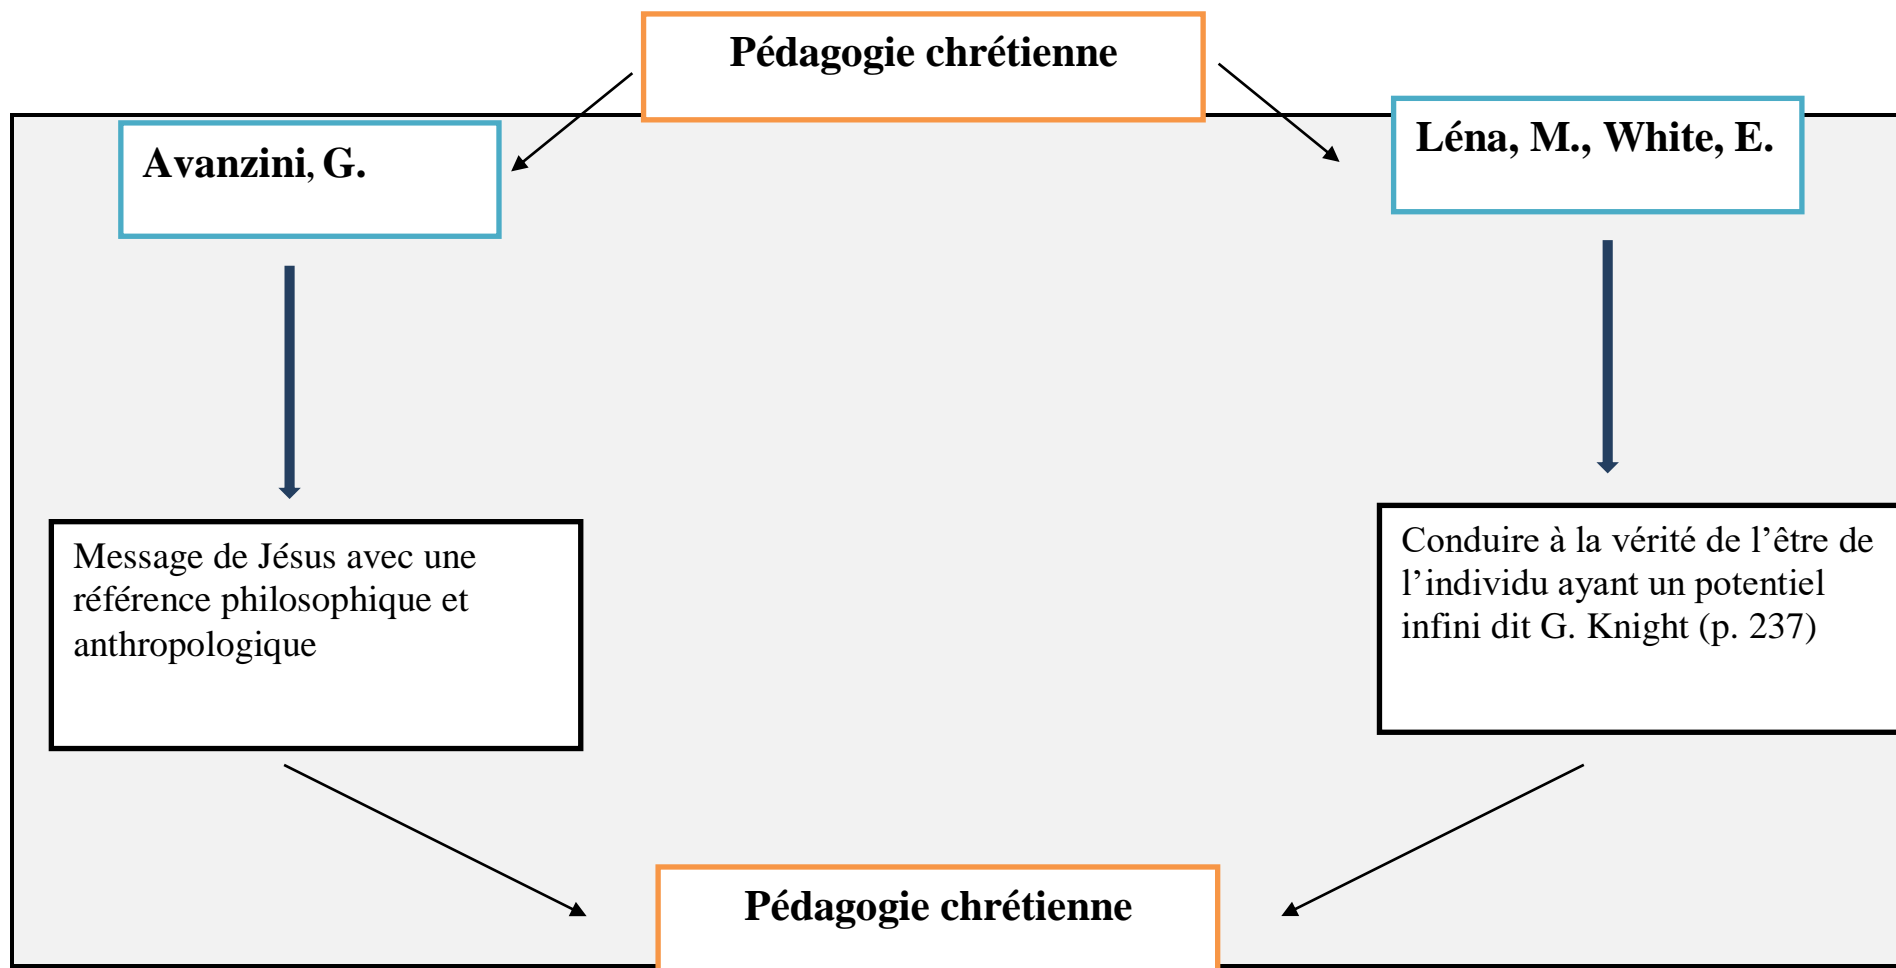 Pédagogie chrétienne
Avanzini, G.
Léna, M., White, E.
Message de Jésus avec une
référence philosophique et
anthropologique
Conduire à la vérité de l’être de
l’individu ayant un potentiel
infini dit G. Knight (p. 237)
Pédagogie chrétienne